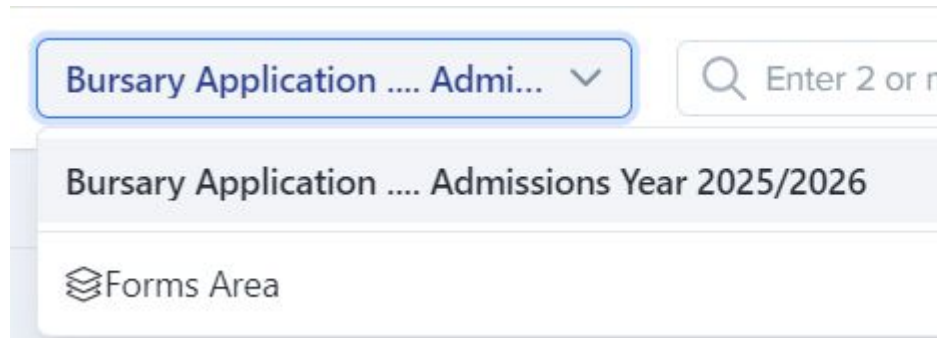 Bursary Application .... Admi...
Enter 2 or
Bursary Application .... Admissions Year 2025/2026
Forms Area